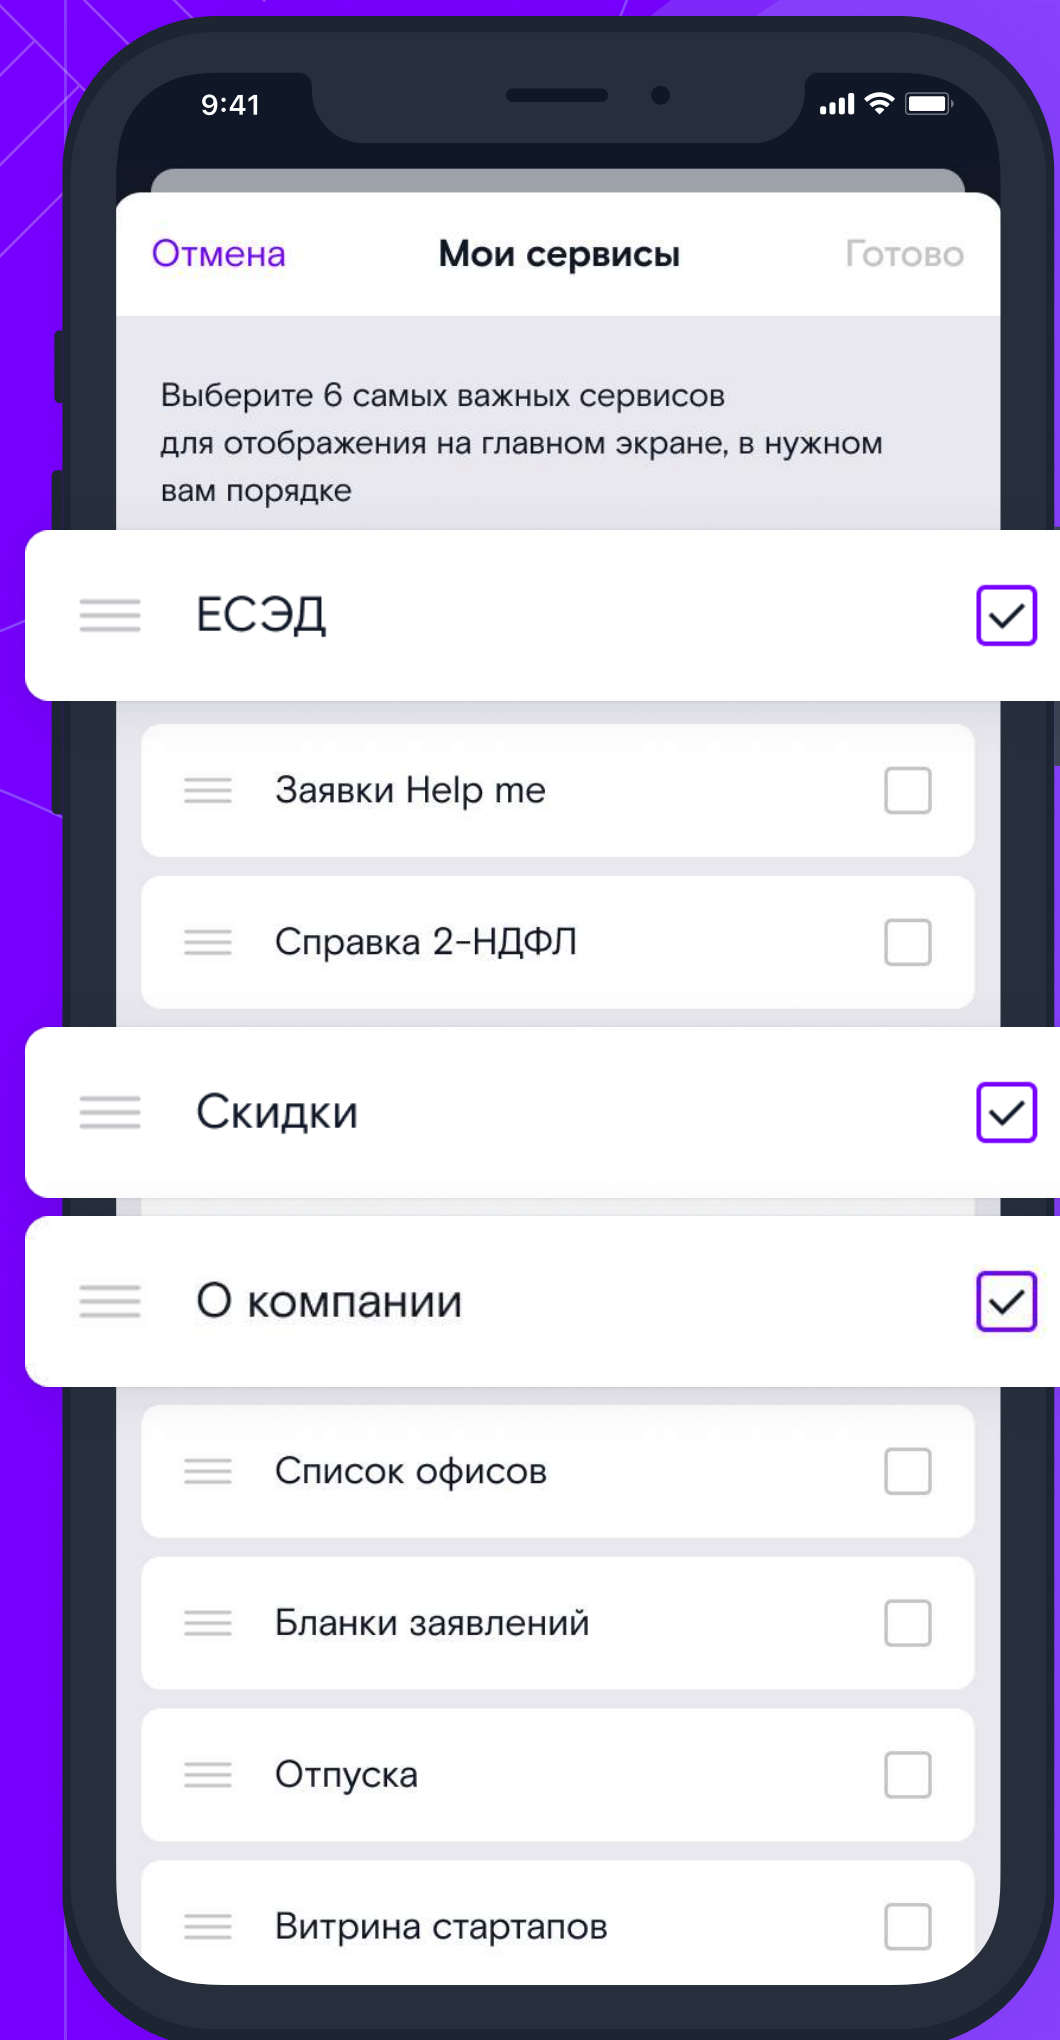 9:41
Отмена Мои сервисы Готово
Выберите 6 самых важных сервисов
для отображения на главном экране, в нужном
вам порядке
ЕСЭД
Заявки Help me
Справка 2-НДФЛ
Скидки
О компании
Список офисов
Бланки заявлений
Отпуска
Витрина стартапов